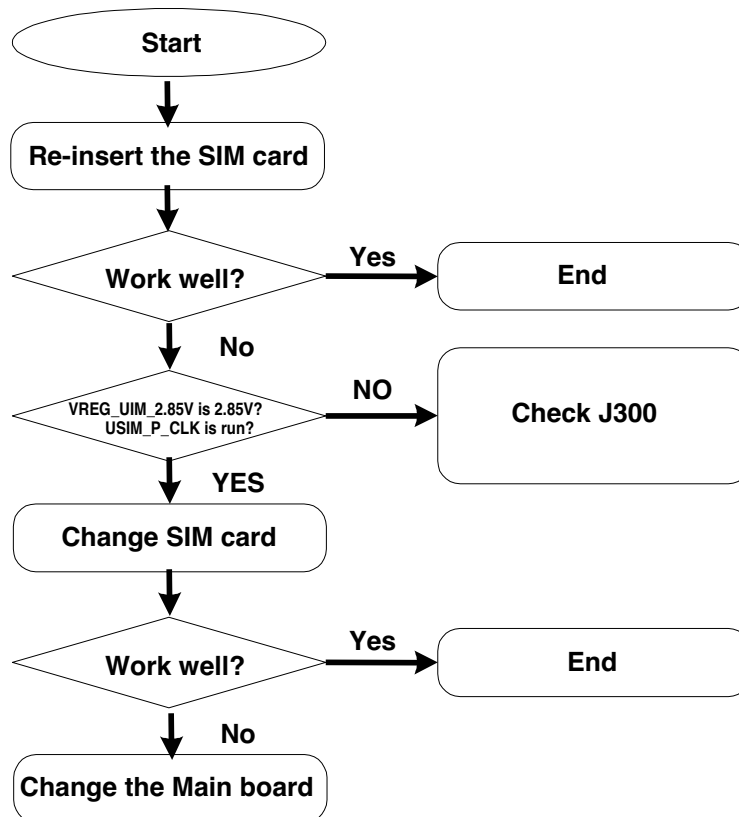 Start
Re-insert the SIM card
Work well?
Yes
End
No
VREG_UIM_2.85V is 2.85V?
USIM_P_CLK is run?
NO
Check J300
YES
Change SIM card
Work well?
Yes
End
No
Change the Main board